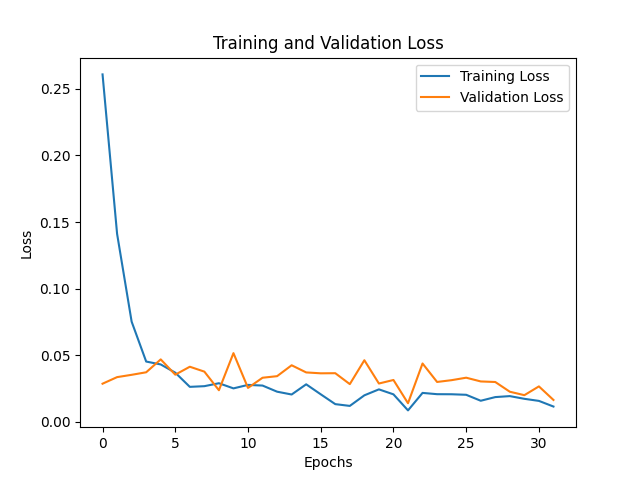 Training and Validation Loss
Training Loss
Validation Loss
0.25
0.20
0.15
0.10
0.05
0.00
Loss
0 5 10 15 20 25 30
Epochs